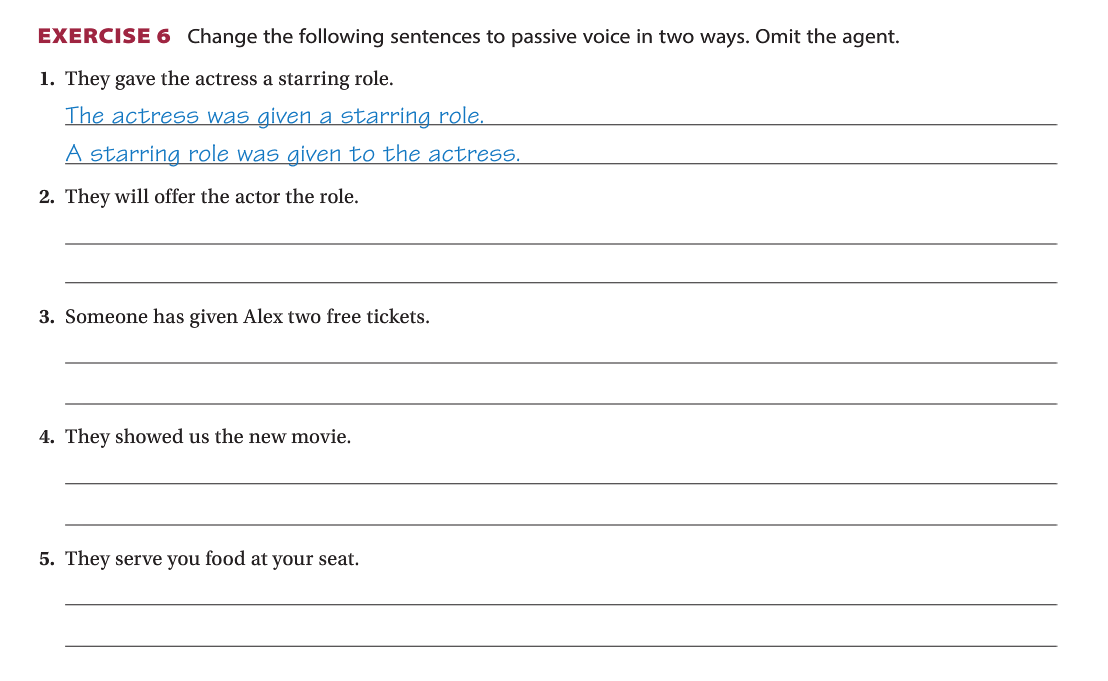 EXERCISE 6 Change the following sentences to passive voice in two ways. Omit the agent.
1. They gave the actress a starring role.
The actress was given a starring role.
A starring role was given to the actress.
2. They will offer the actor the role.
3. Someone has given Alex two free tickets.
4. They showed us the new movie.
5. They serve you food at your seat.